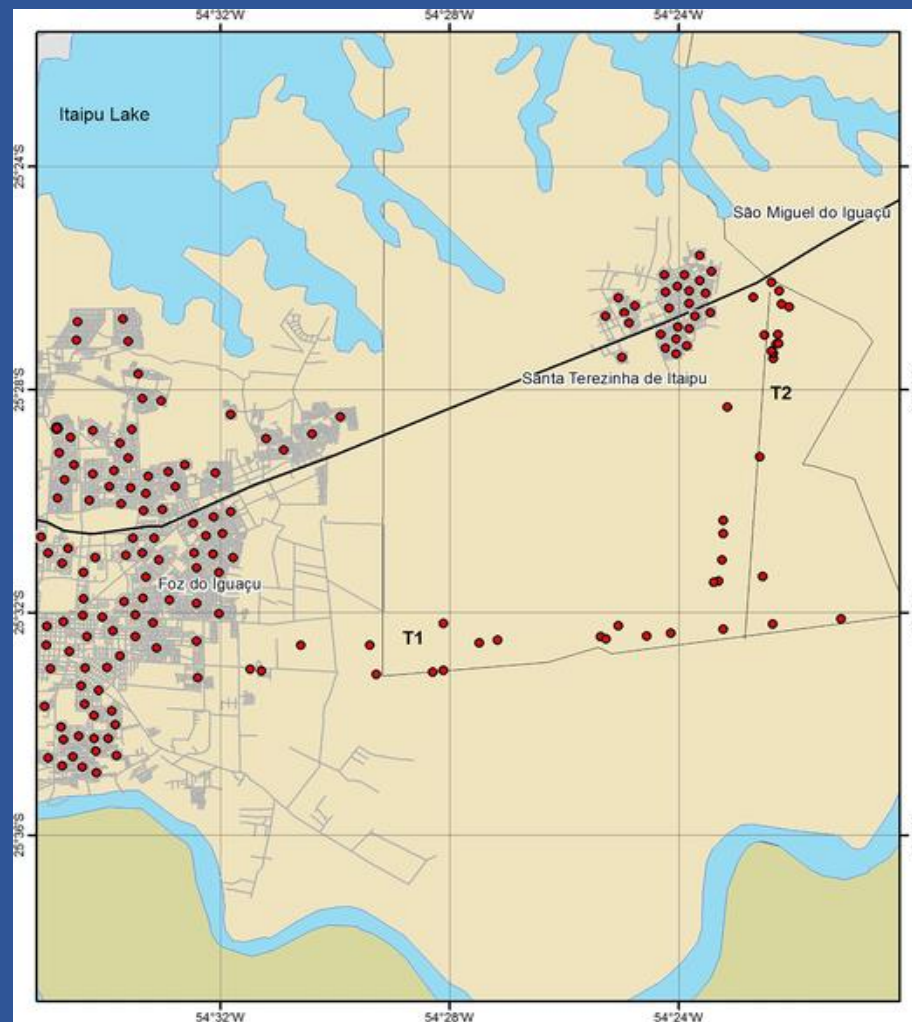 54°32'W 54°28'W 54°24'W
Itaipu Lake
25°24'S
São Miguel do Iguaçu
Santa Terezinha de Itaipu
25°28'S
T2
Foz do Iguaçu
25°32'S
T1
25°36'S
54°32'W 54°28'W 54°24'W